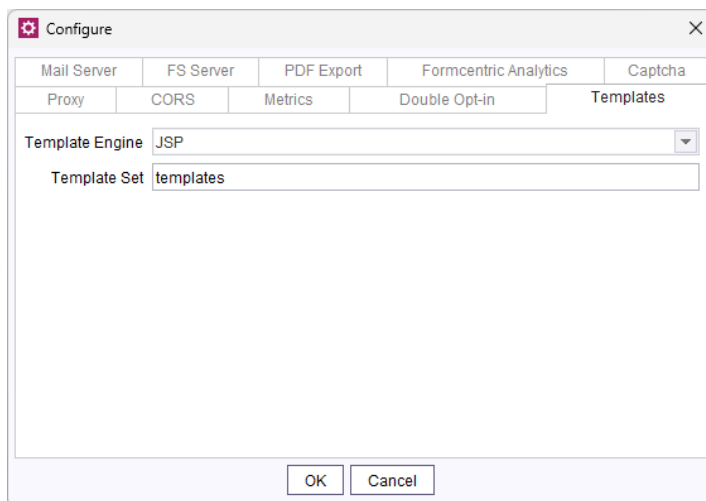 Configure
Mail Server FS Server PDF Export Formcentric Analytics Captcha
Proxy CORS Metrics Double Opt-in Templates
Template Engine JSP
Template Set templates
OK Cancel